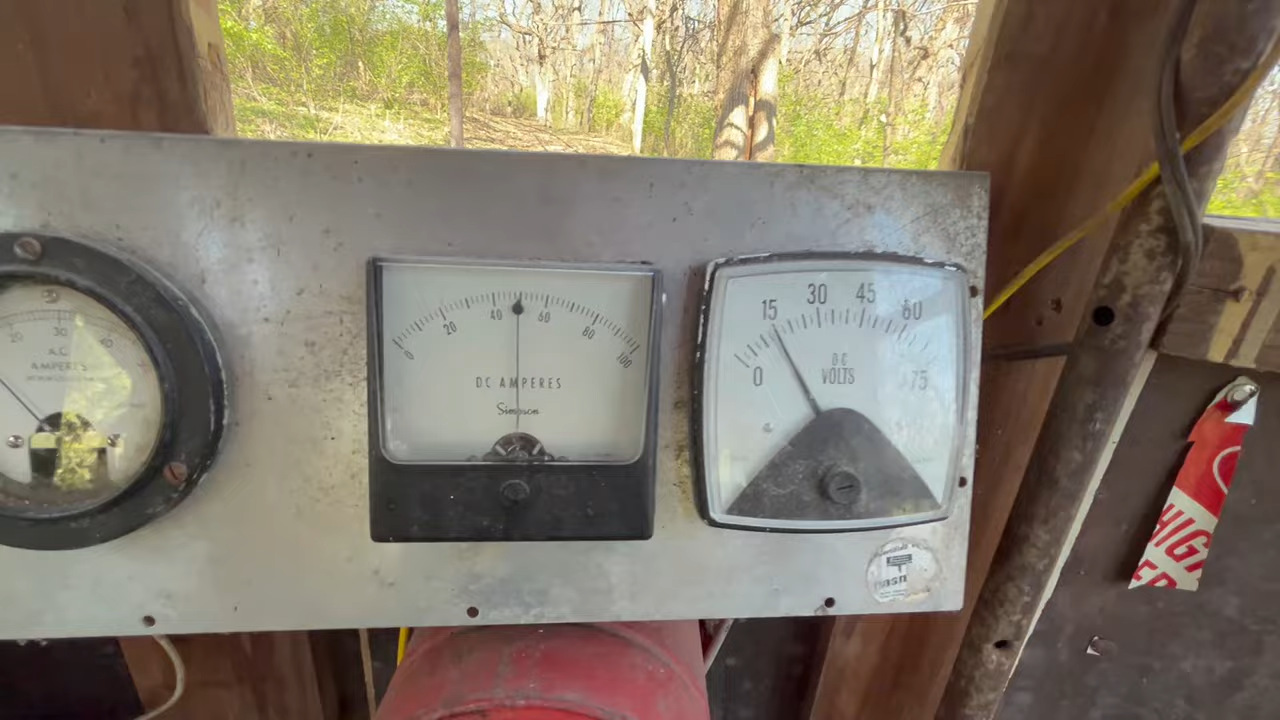 20 30 40
A.C.
AMPERES
0 20 40 60 80 100
DC AMPERES
Simpson
0 15 30 45 60 75
DC
VOLTS
HIG